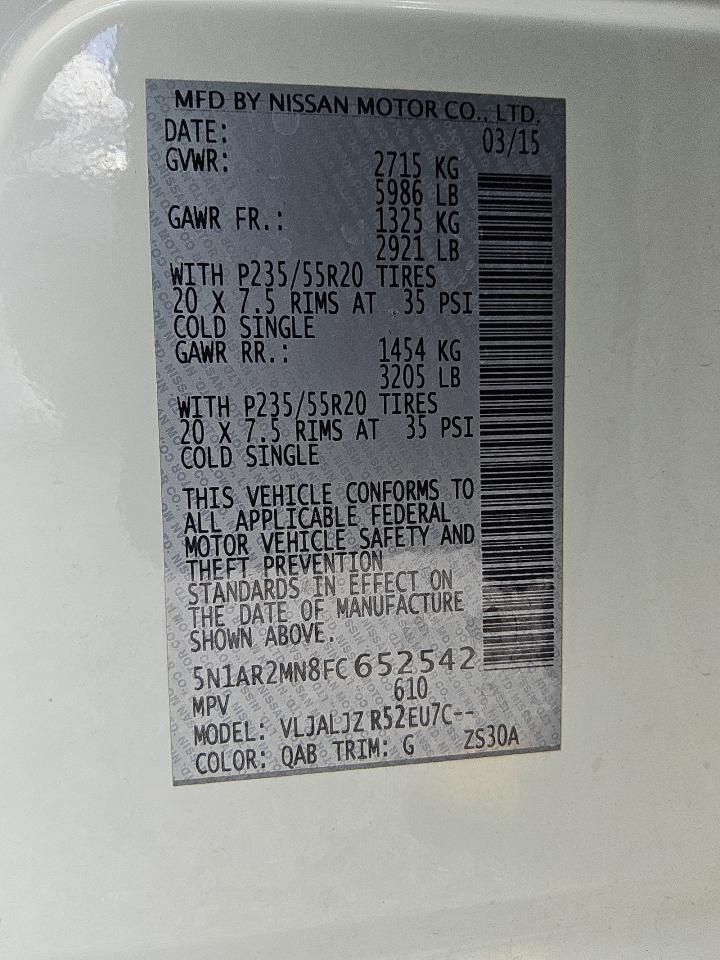 MFD BY NISSAN MOTOR CO., LTD.
DATE: 03/15
GVWR: 2715 KG
5986 LB
GAWR FR.: 1325 KG
2921 LB
WITH P235/55R20 TIRES
20 X 7.5 RIMS AT 35 PSI
COLD SINGLE
GAWR RR.: 1454 KG
3205 LB
WITH P235/55R20 TIRES
20 X 7.5 RIMS AT 35 PSI
COLD SINGLE
THIS VEHICLE CONFORMS TO
ALL APPLICABLE FEDERAL
MOTOR VEHICLE SAFETY AND
THEFT PREVENTION
STANDARDS IN EFFECT ON
THE DATE OF MANUFACTURE
SHOWN ABOVE.
5N1AR2MN8FC652542
MPV 610
MODEL: VLJALJZ R52EU7C--
COLOR: QAB TRIM: G ZS30A